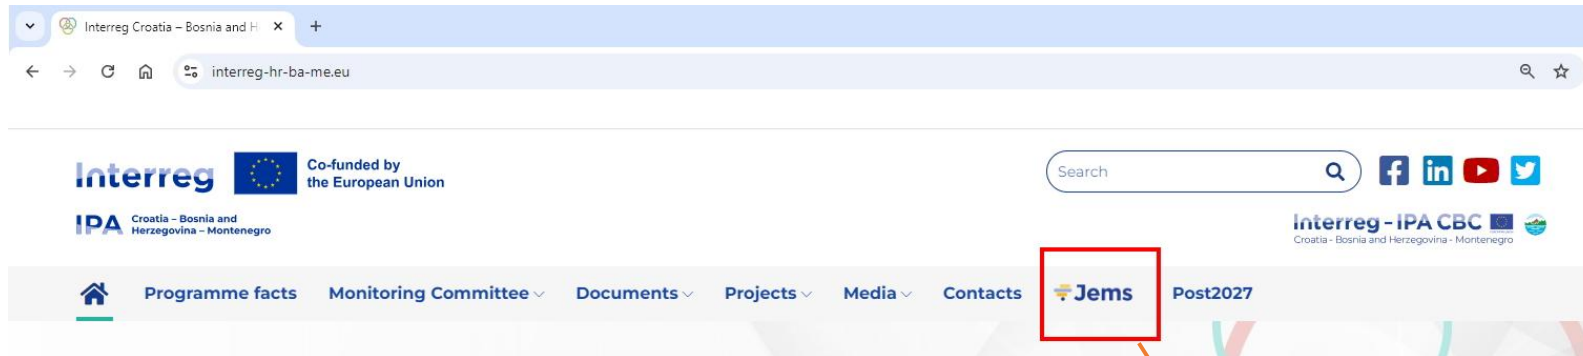 Interreg Croatia – Bosnia and H
interreg-hr-ba-me.eu
Interreg
Co-funded by
the European Union
Search
IPA
Croatia – Bosnia and
Herzegovina – Montenegro
Interreg - IPA CBC
Croatia - Bosnia and Herzegovina - Montenegro
Programme facts Monitoring Committee Documents Projects Media Contacts Jems Post2027